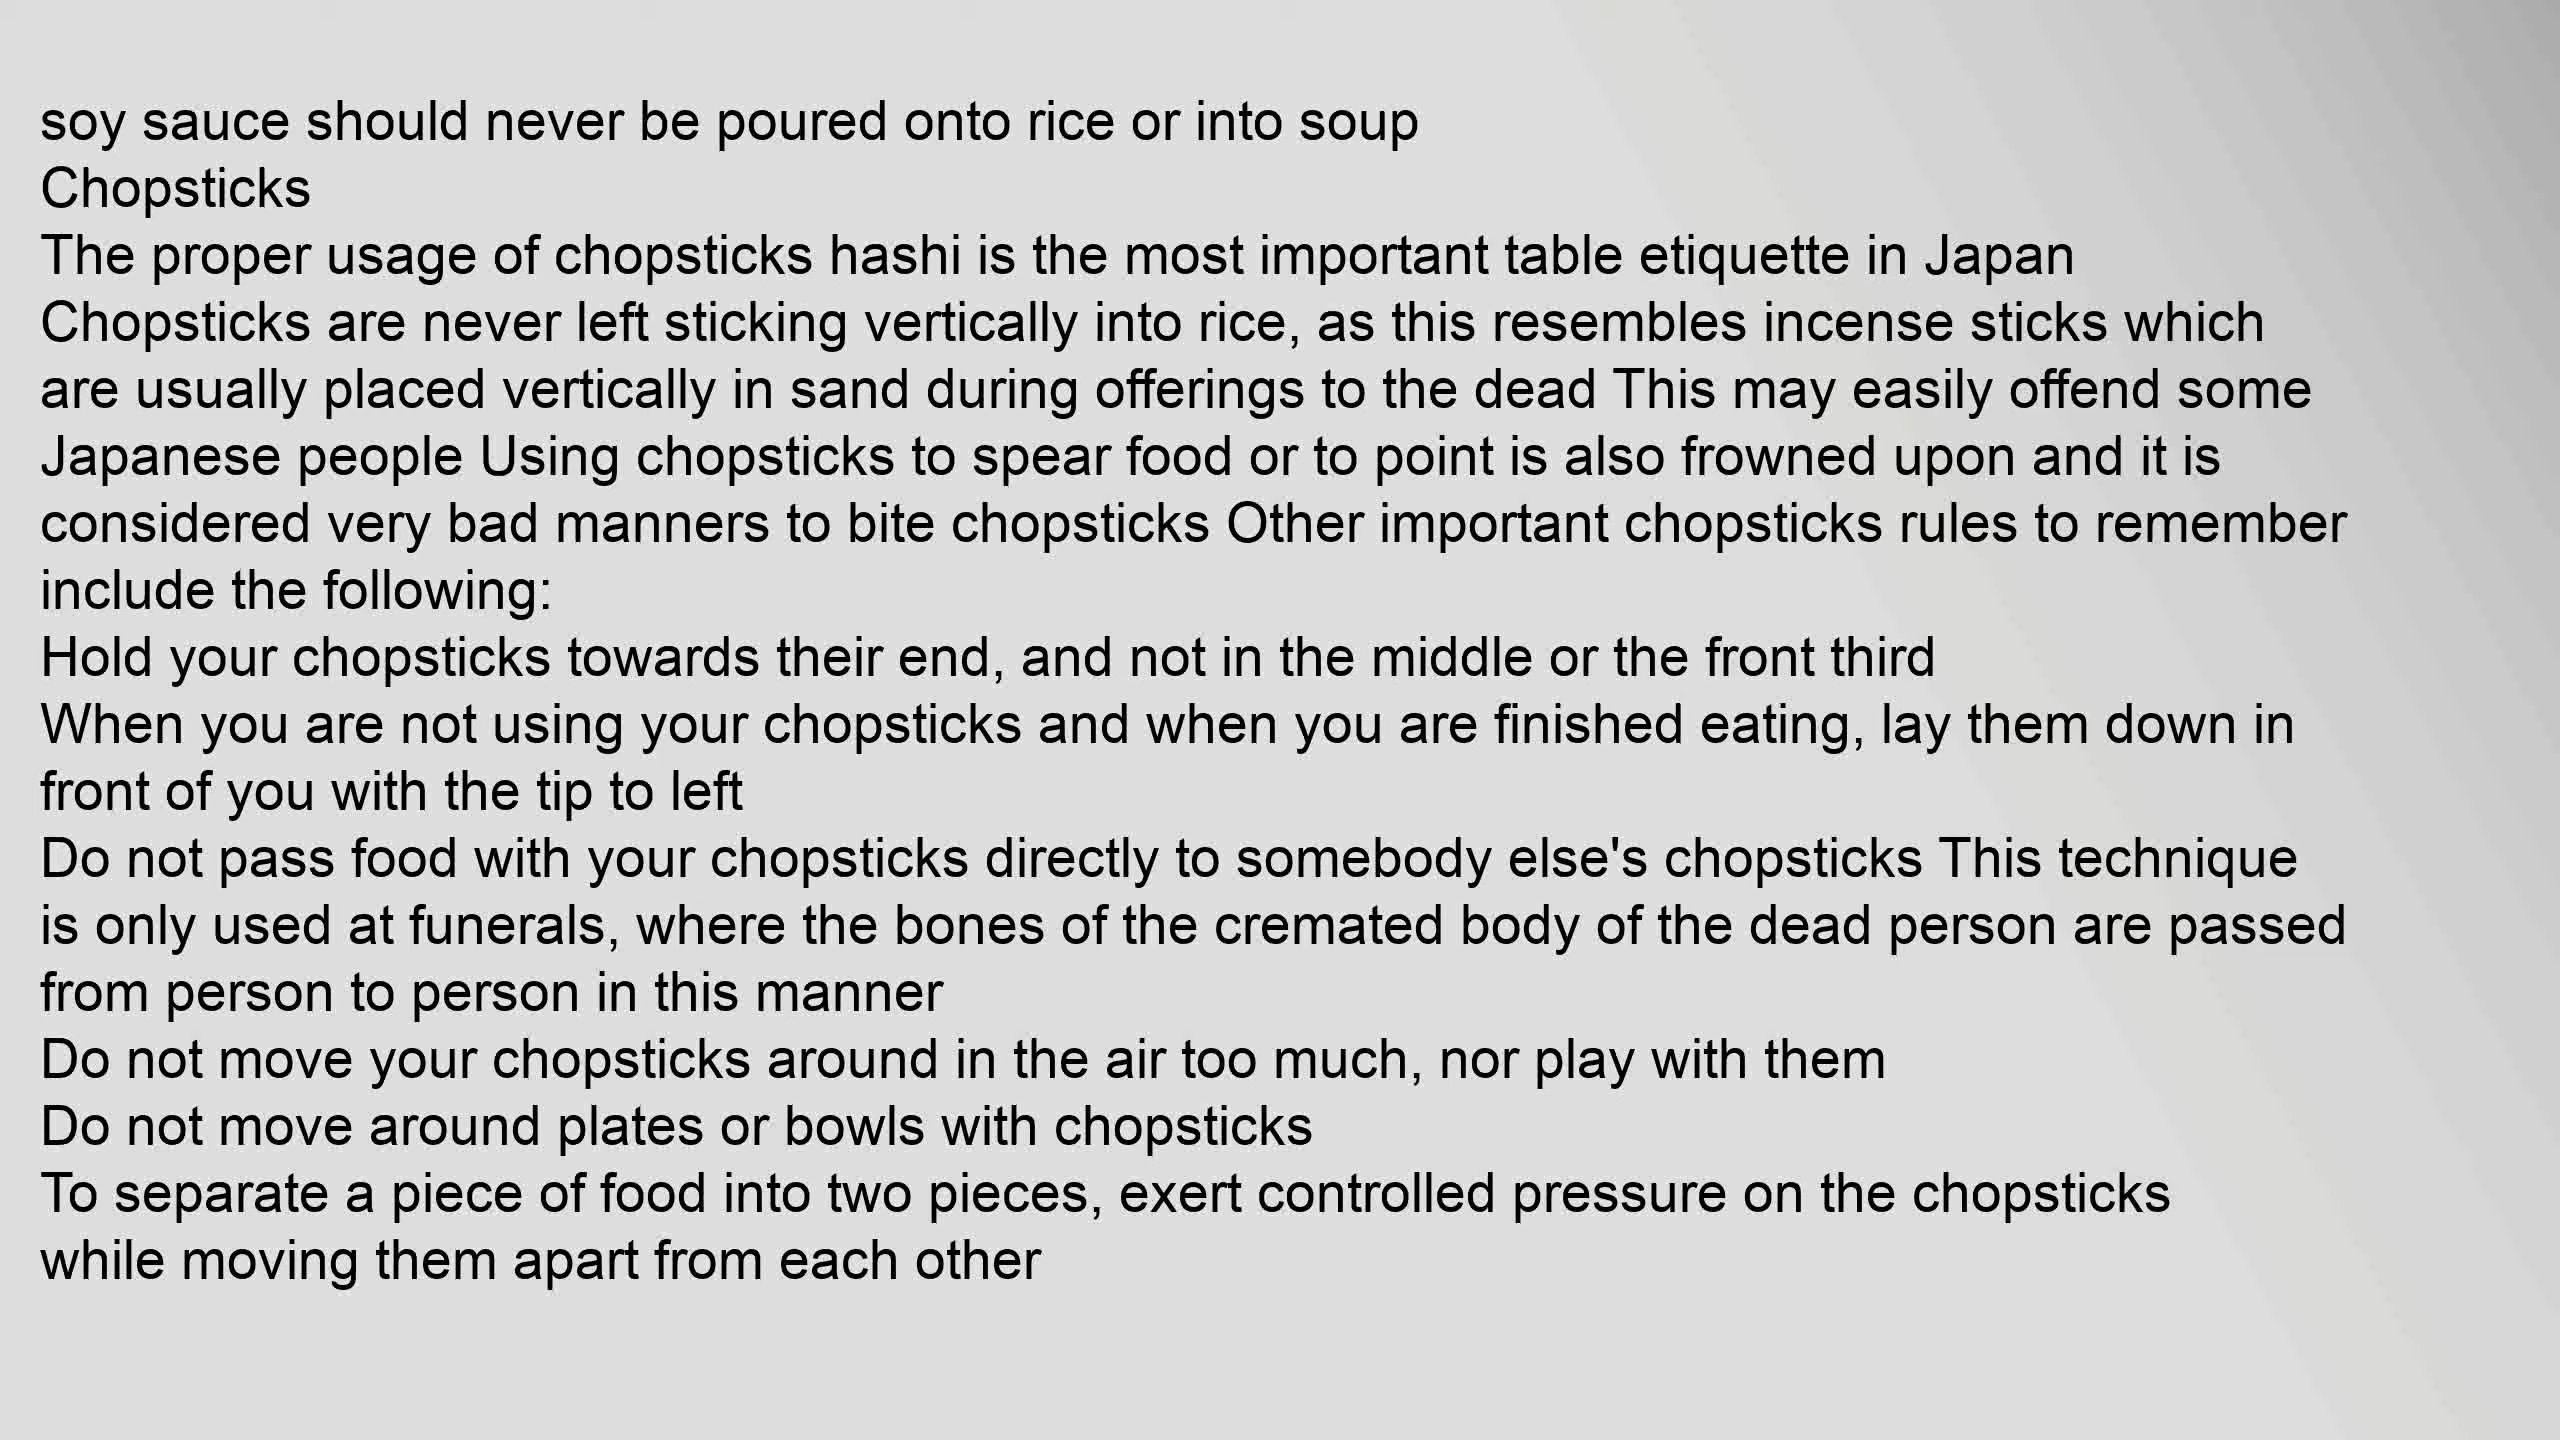 soy sauce should never be poured onto rice or into soup
Chopsticks
The proper usage of chopsticks hashi is the most important table etiquette in Japan
Chopsticks are never left sticking vertically into rice, as this resembles incense sticks which
are usually placed vertically in sand during offerings to the dead This may easily offend some
Japanese people Using chopsticks to spear food or to point is also frowned upon and it is
considered very bad manners to bite chopsticks Other important chopsticks rules to remember
include the following:
Hold your chopsticks towards their end, and not in the middle or the front third
When you are not using your chopsticks and when you are finished eating, lay them down in
front of you with the tip to left
Do not pass food with your chopsticks directly to somebody else's chopsticks This technique
is only used at funerals, where the bones of the cremated body of the dead person are passed
from person to person in this manner
Do not move your chopsticks around in the air too much, nor play with them
Do not move around plates or bowls with chopsticks
To separate a piece of food into two pieces, exert controlled pressure on the chopsticks
while moving them apart from each other